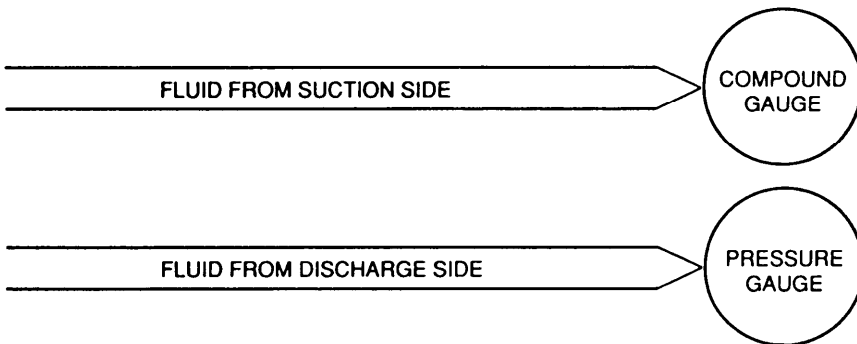 FLUID FROM SUCTION SIDE
COMPOUND
GAUGE
FLUID FROM DISCHARGE SIDE
PRESSURE
GAUGE